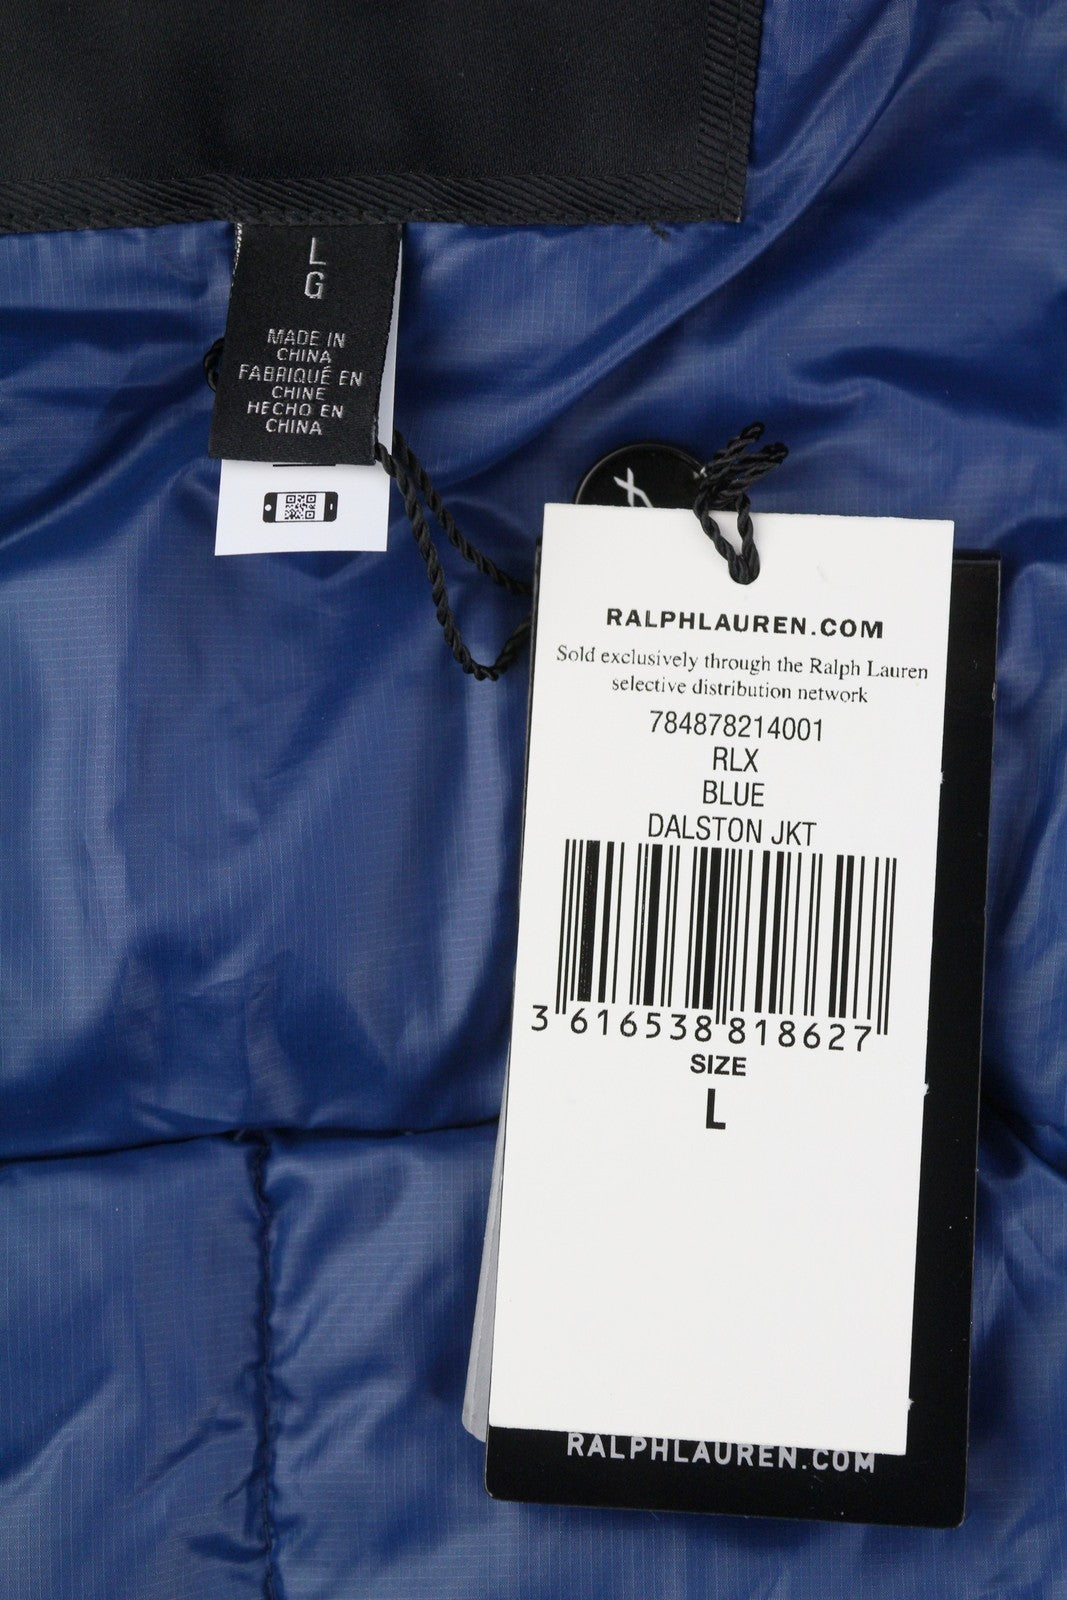 L
G
MADE IN
CHINA
FABRIQUÉ EN
CHINE
HECHO EN
CHINA
RALPHLAUREN.COM
Sold exclusively through the Ralph Lauren
selective distribution network
784878214001
RLX
BLUE
DALSTON JKT
3 616538 818627
SIZE
L
RALPHLAUREN.COM